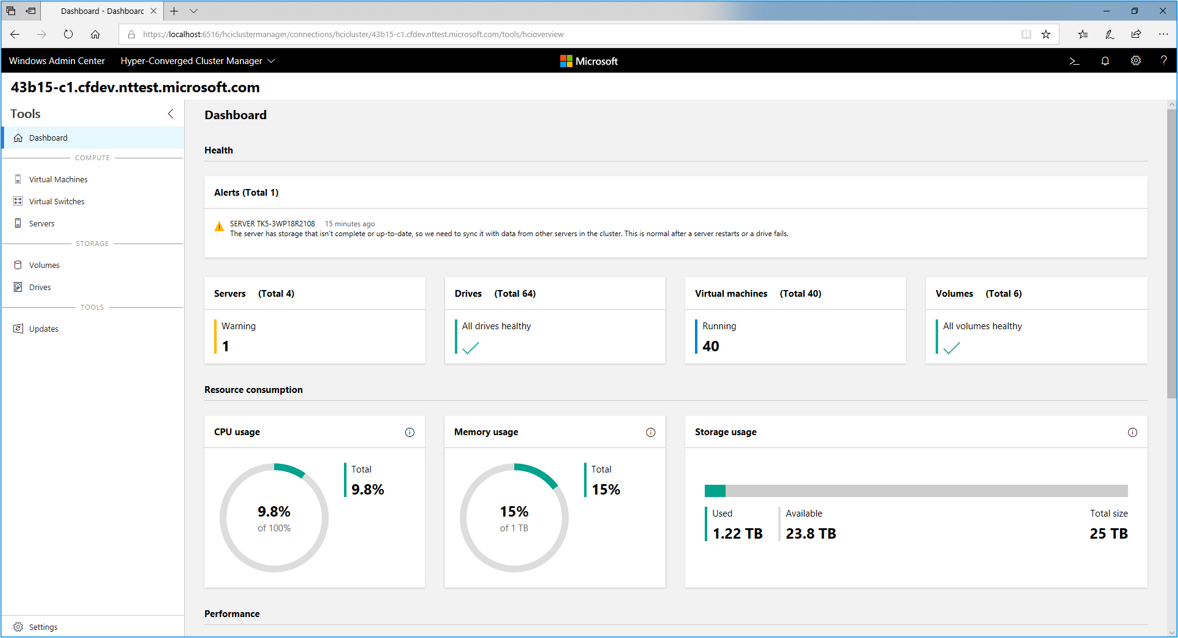 Dashboard - Dashboard
https://localhost:6516/hciclustermanager/connections/hcicluster/43b15-c1.cfdev.nttest.microsoft.com/tools/hcioverview
Windows Admin Center Hyper-Converged Cluster Manager Microsoft
43b15-c1.cfdev.nttest.microsoft.com
Tools
Dashboard
COMPUTE
Virtual Machines
Virtual Switches
Servers
STORAGE
Volumes
Drives
TOOLS
Updates
Settings
Dashboard
Health
Alerts (Total 1)
SERVER TK5-3WP18R2108 15 minutes ago
The server has storage that isn't complete or up-to-date, so we need to sync it with data from other servers in the cluster. This is normal after a server restarts or a drive fails.
Servers (Total 4)
Warning
1
Drives (Total 64)
All drives healthy
Virtual machines (Total 40)
Running
40
Volumes (Total 6)
All volumes healthy
Resource consumption
CPU usage
9.8%
of 100%
Total
9.8%
Memory usage
15%
of 1 TB
Total
15%
Storage usage
Used
1.22 TB
Available
23.8 TB
Total size
25 TB
Performance